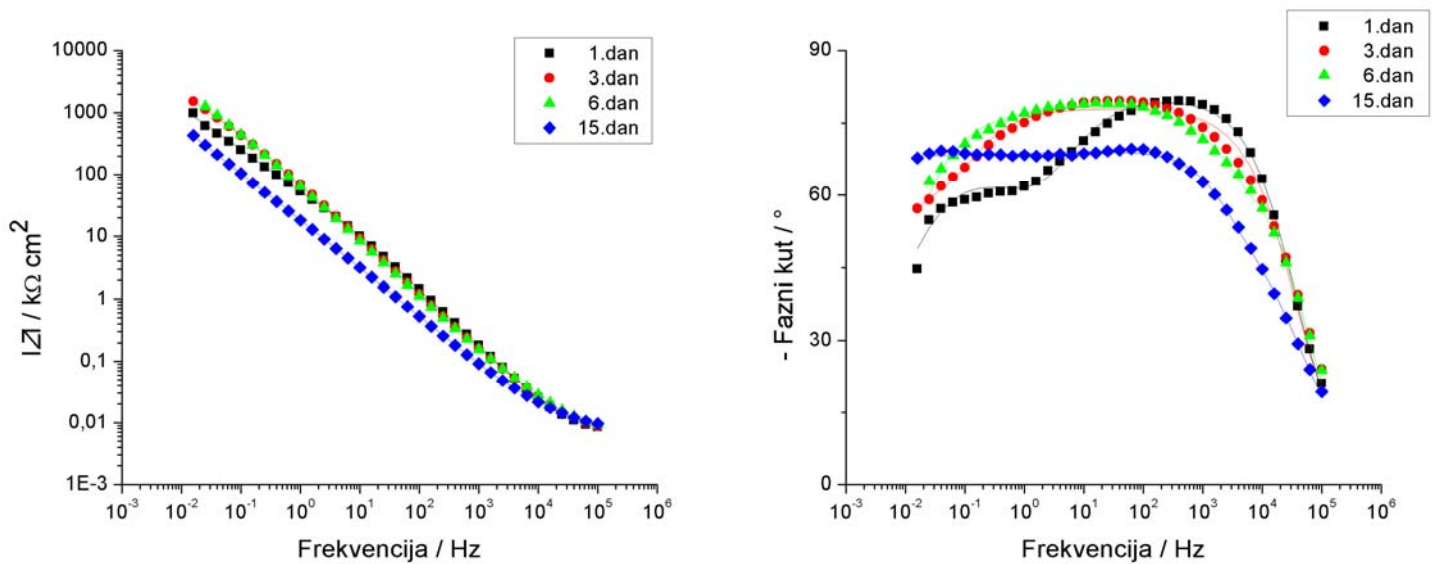 10000
1000
100
10
1
0,1
0,01
1E-3
|Z| / kΩ cm²
10⁻³ 10⁻² 10⁻¹ 10⁰ 10¹ 10² 10³ 10⁴ 10⁵ 10⁶
Frekvencija / Hz
1.dan
3.dan
6.dan
15.dan
90
60
30
0
- Fazni kut / °
10⁻³ 10⁻² 10⁻¹ 10⁰ 10¹ 10² 10³ 10⁴ 10⁵ 10⁶
Frekvencija / Hz
1.dan
3.dan
6.dan
15.dan